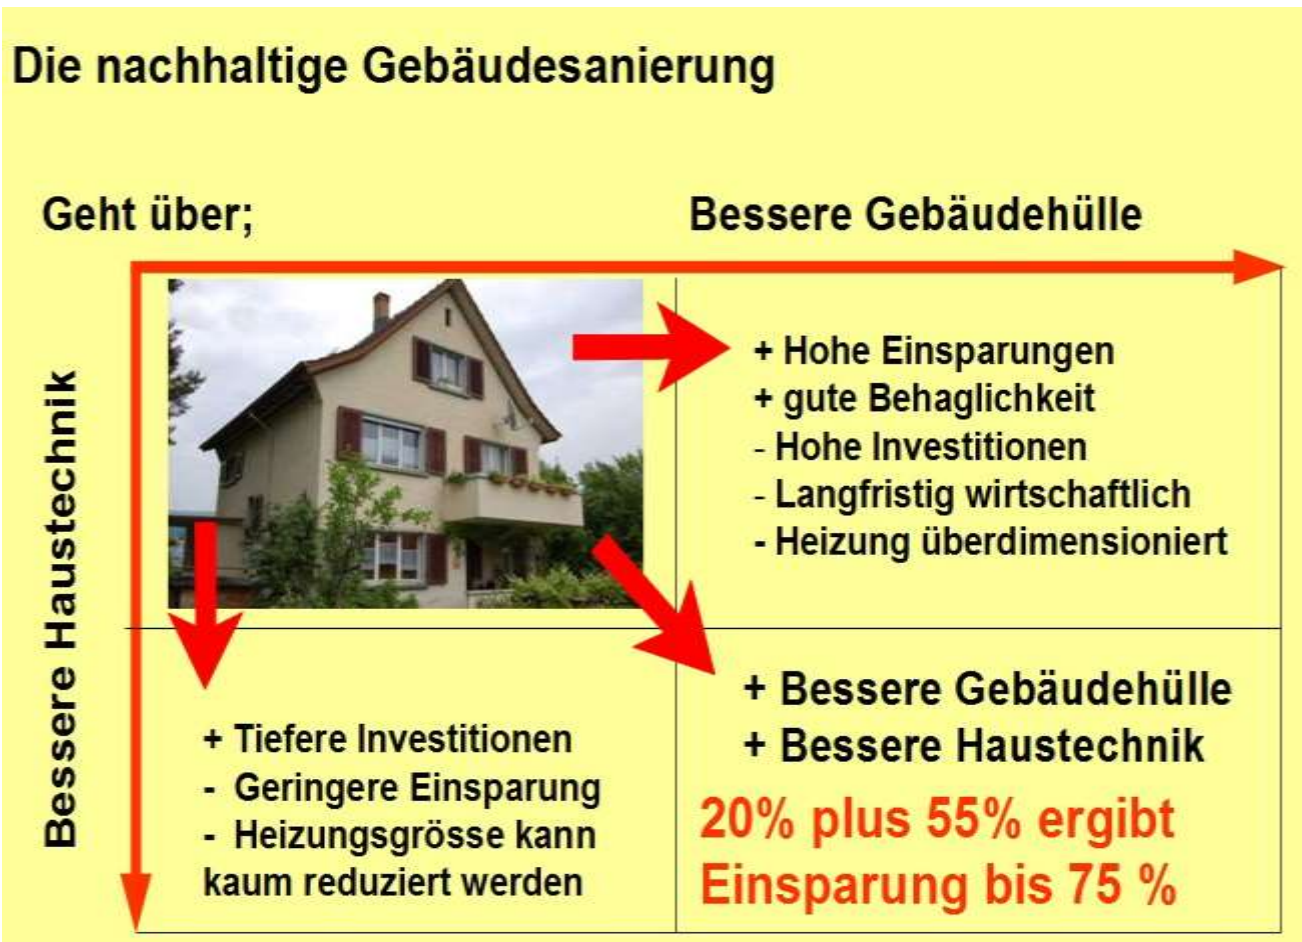 Die nachhaltige Gebäudesanierung
Geht über;
Bessere Gebäudehülle
Bessere Haustechnik
+ Hohe Einsparungen
+ gute Behaglichkeit
- Hohe Investitionen
- Langfristig wirtschaftlich
- Heizung überdimensioniert
+ Tiefere Investitionen
- Geringere Einsparung
- Heizungsgrösse kann
kaum reduziert werden
+ Bessere Gebäudehülle
+ Bessere Haustechnik
20% plus 55% ergibt
Einsparung bis 75 %